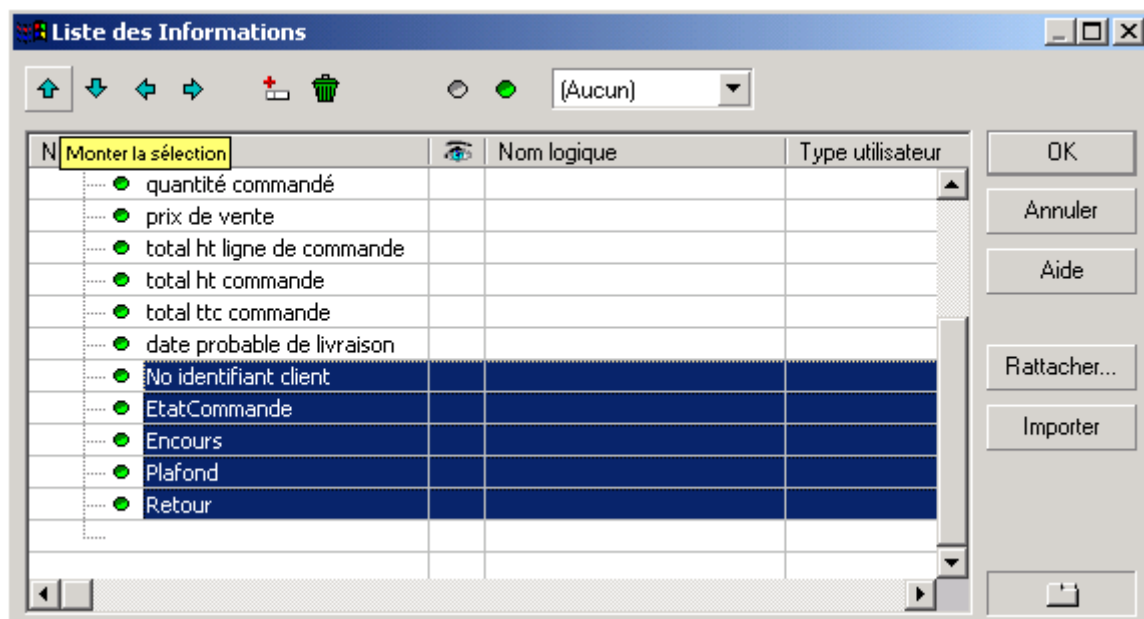 Liste des Informations
(Aucun)
N Monter la sélection Nom logique Type utilisateur
quantité commandé
prix de vente
total ht ligne de commande
total ht commande
total ttc commande
date probable de livraison
No identifiant client
EtatCommande
Encours
Plafond
Retour
OK
Annuler
Aide
Rattacher...
Importer